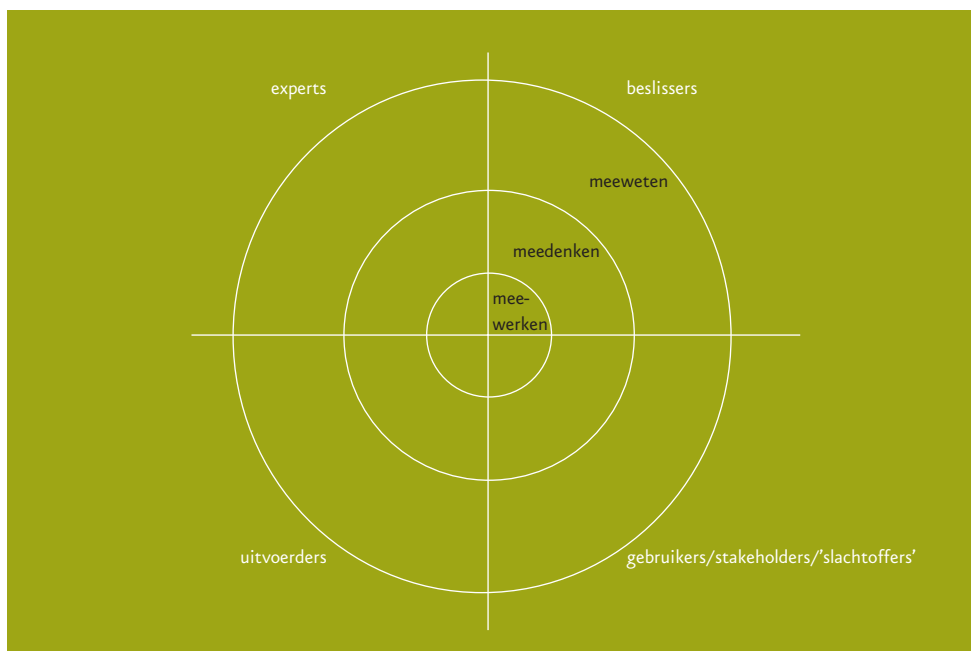 experts
beslissers
meeweten
meedenken
mee-
werken
uitvoerders
gebruikers/stakeholders/’slachtoffers’